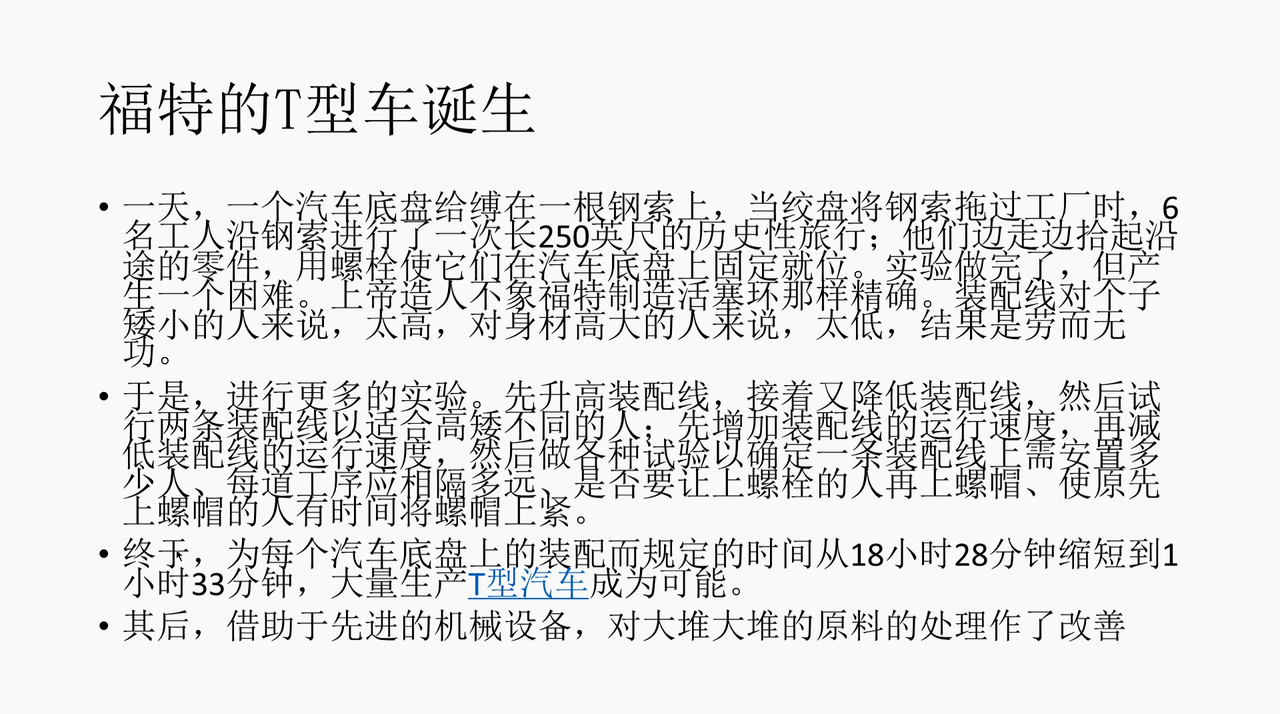 福特的T型车诞生
• 一天，一个汽车底盘给缚在一根钢索上，当绞盘将钢索拖过工厂时，6
名工人沿钢索进行了一次长250英尺的历史性旅行；他们边走边拾起沿
途的零件，用螺栓使它们在汽车底盘上固定就位。实验做完了，但产
生一个困难。上帝造人不象福特制造活塞环那样精确。装配线对个子
矮小的人来说，太高，对身材高大的人来说，太低，结果是劳而无
功。
• 于是，进行更多的实验。先升高装配线，接着又降低装配线，然后试
行两条装配线以适合高矮不同的人；先增加装配线的运行速度，再减
低装配线的运行速度，然后做各种试验以确定一条装配线上需安置多
少人、每道工序应相隔多远、是否要让上螺栓的人再上螺帽、使原先
上螺帽的人有时间将螺帽上紧。
• 终于，为每个汽车底盘上的装配而规定的时间从18小时28分钟缩短到1
小时33分钟，大量生产T型汽车成为可能。
• 其后，借助于先进的机械设备，对大堆大堆的原料的处理作了改善